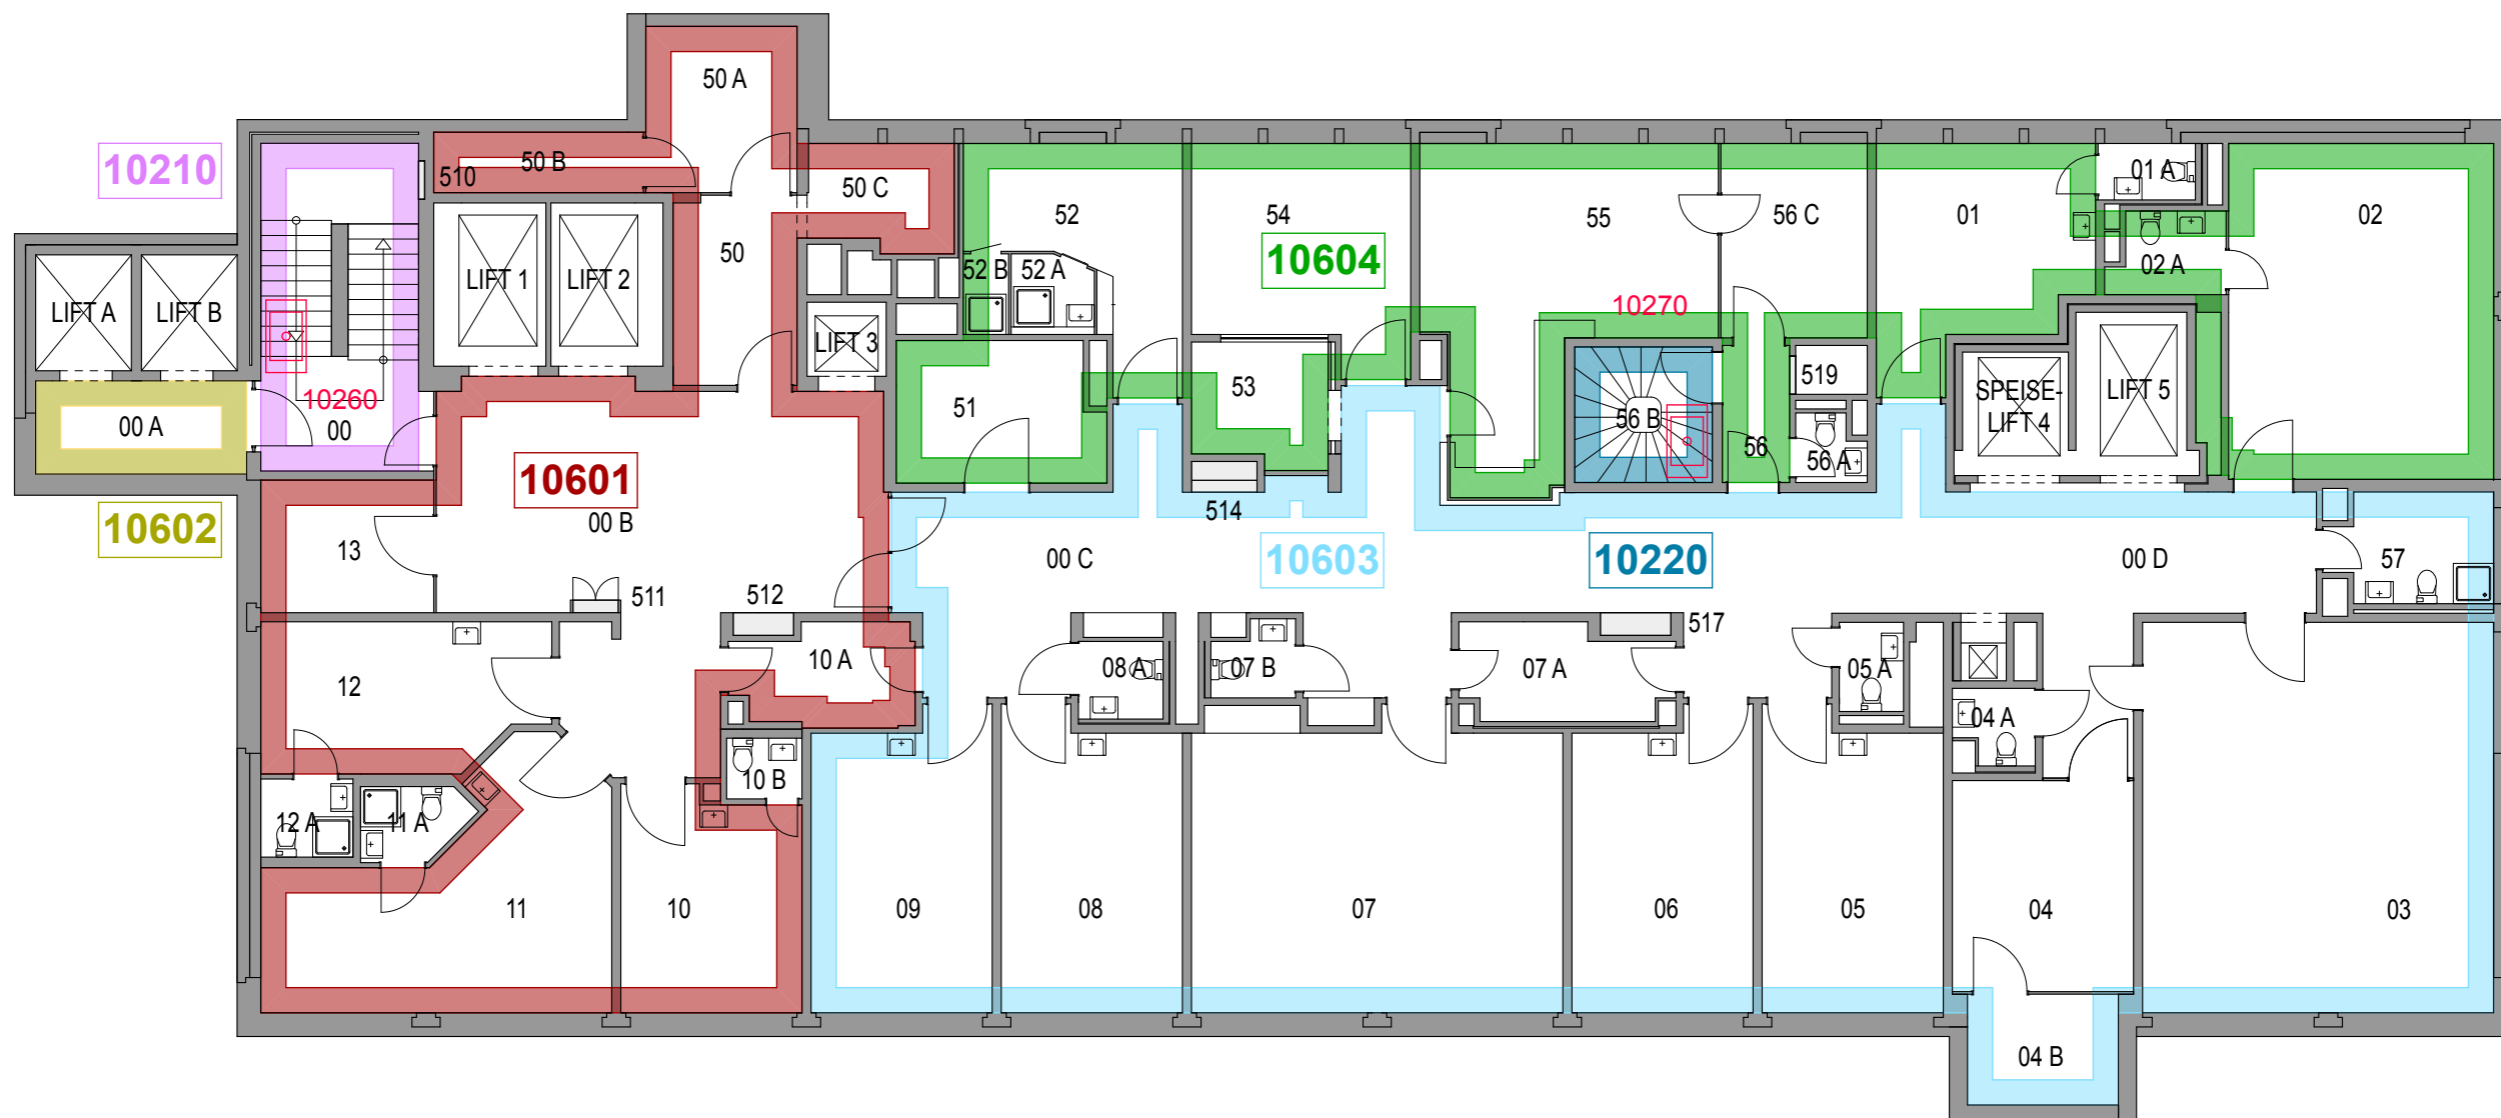 50 A
10210
50 B
510
50 C
01 A
52
54
55
56 C
01
02
50
10604
52 B
52 A
02 A
LIFT 1
LIFT 2
LIFT A
LIFT B
10270
LIFT 3
519
53
SPEISE-
LIFT 4
LIFT 5
10260
00
00 A
51
56 B
56
56 A
10601
514
10602
00 B
13
00 C
10603
10220
00 D
57
511
512
517
10 A
08 A
07 B
07 A
05 A
12
04 A
10 B
12 A
11 A
11
10
09
08
07
06
05
04
03
04 B